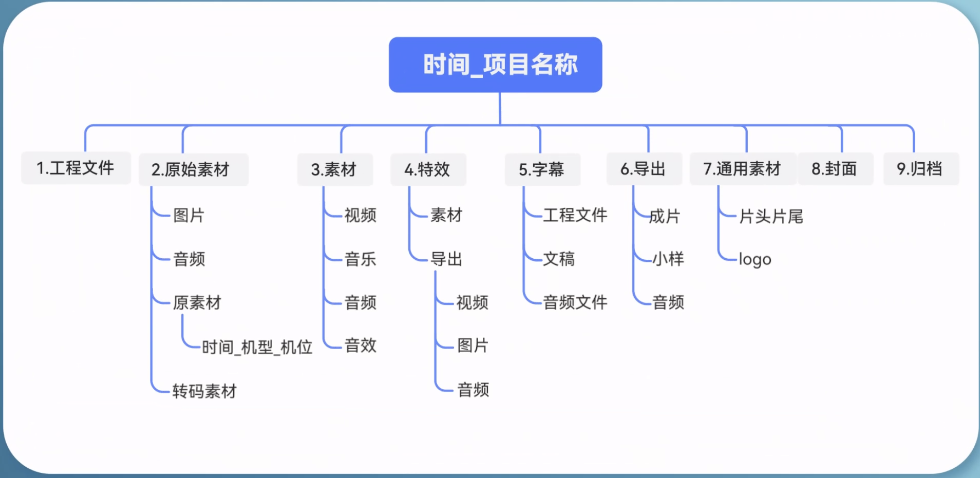 时间_项目名称
1.工程文件
2.原始素材
图片
音频
原素材
时间_机型_机位
转码素材
3.素材
视频
音乐
音频
音效
4.特效
素材
导出
视频
图片
音频
5.字幕
工程文件
文稿
音频文件
6.导出
成片
小样
音频
7.通用素材
片头片尾
logo
8.封面
9.归档